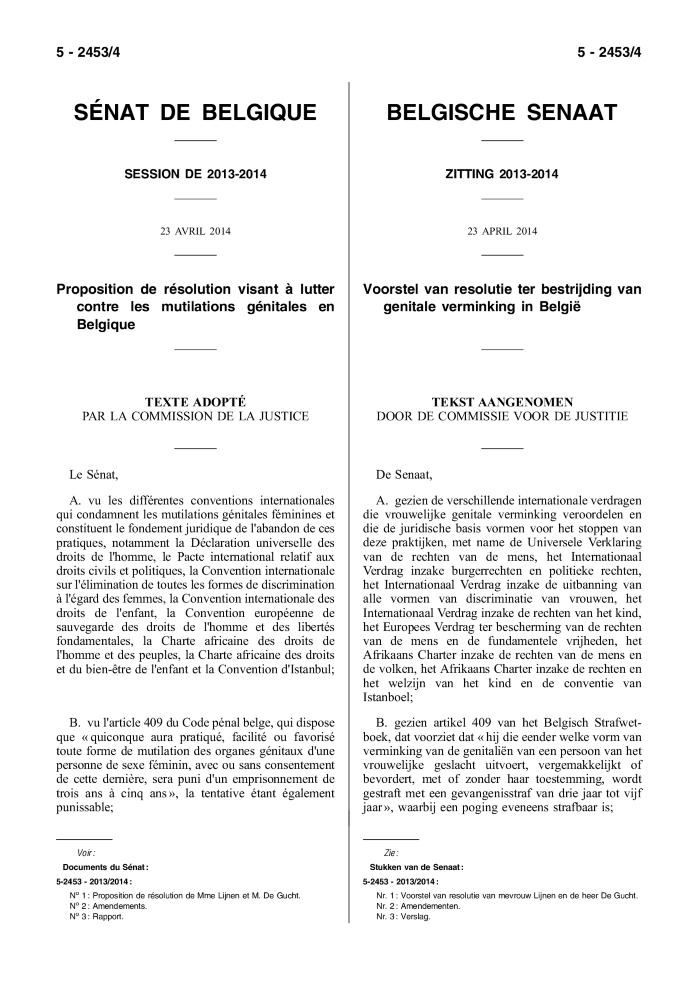 5 - 2453/4
5 - 2453/4
SÉNAT DE BELGIQUE
SESSION DE 2013-2014
23 AVRIL 2014
Proposition de résolution visant à lutter
contre les mutilations génitales en
Belgique
TEXTE ADOPTÉ
PAR LA COMMISSION DE LA JUSTICE
Le Sénat,
A. vu les différentes conventions internationales
qui condamnent les mutilations génitales féminines et
constituent le fondement juridique de l'abandon de ces
pratiques, notamment la Déclaration universelle des
droits de l'homme, le Pacte international relatif aux
droits civils et politiques, la Convention internationale
sur l'élimination de toutes les formes de discrimination
à l'égard des femmes, la Convention internationale des
droits de l'enfant, la Convention européenne de
sauvegarde des droits de l'homme et des libertés
fondamentales, la Charte africaine des droits de
l'homme et des peuples, la Charte africaine des droits
et du bien-être de l'enfant et la Convention d'Istanbul;
B. vu l'article 409 du Code pénal belge, qui dispose
que « quiconque aura pratiqué, facilité ou favorisé
toute forme de mutilation des organes génitaux d'une
personne de sexe féminin, avec ou sans consentement
de cette dernière, sera puni d'un emprisonnement de
trois ans à cinq ans », la tentative étant également
punissable;
Voir :
Documents du Sénat :
5-2453 - 2013/2014 :
Nº 1 : Proposition de résolution de Mme Lijnen et M. De Gucht.
Nº 2 : Amendements.
Nº 3 : Rapport.
BELGISCHE SENAAT
ZITTING 2013-2014
23 APRIL 2014
Voorstel van resolutie ter bestrijding van
genitale verminking in België
TEKST AANGENOMEN
DOOR DE COMMISSIE VOOR DE JUSTITIE
De Senaat,
A. gezien de verschillende internationale verdragen
die vrouwelijke genitale verminking veroordelen en
die de juridische basis vormen voor het stoppen van
deze praktijken, met name de Universele Verklaring
van de rechten van de mens, het Internationaal
Verdrag inzake burgerrechten en politieke rechten,
het Internationaal Verdrag inzake de uitbanning van
alle vormen van discriminatie van vrouwen, het
Internationaal Verdrag inzake de rechten van het kind,
het Europees Verdrag ter bescherming van de rechten
van de mens en de fundamentele vrijheden, het
Afrikaans Charter inzake de rechten van de mens en
de volken, het Afrikaans Charter inzake de rechten en
het welzijn van het kind en de conventie van
Istanboel;
B. gezien artikel 409 van het Belgisch Strafwet-
boek, dat voorziet dat « hij die eender welke vorm van
verminking van de genitaliën van een persoon van het
vrouwelijke geslacht uitvoert, vergemakkelijkt of
bevordert, met of zonder haar toestemming, wordt
gestraft met een gevangenisstraf van drie jaar tot vijf
jaar », waarbij een poging eveneens strafbaar is;
Zie :
Stukken van de Senaat :
5-2453 - 2013/2014 :
Nr. 1 : Voorstel van resolutie van mevrouw Lijnen en de heer De Gucht.
Nr. 2 : Amendementen.
Nr. 3 : Verslag.